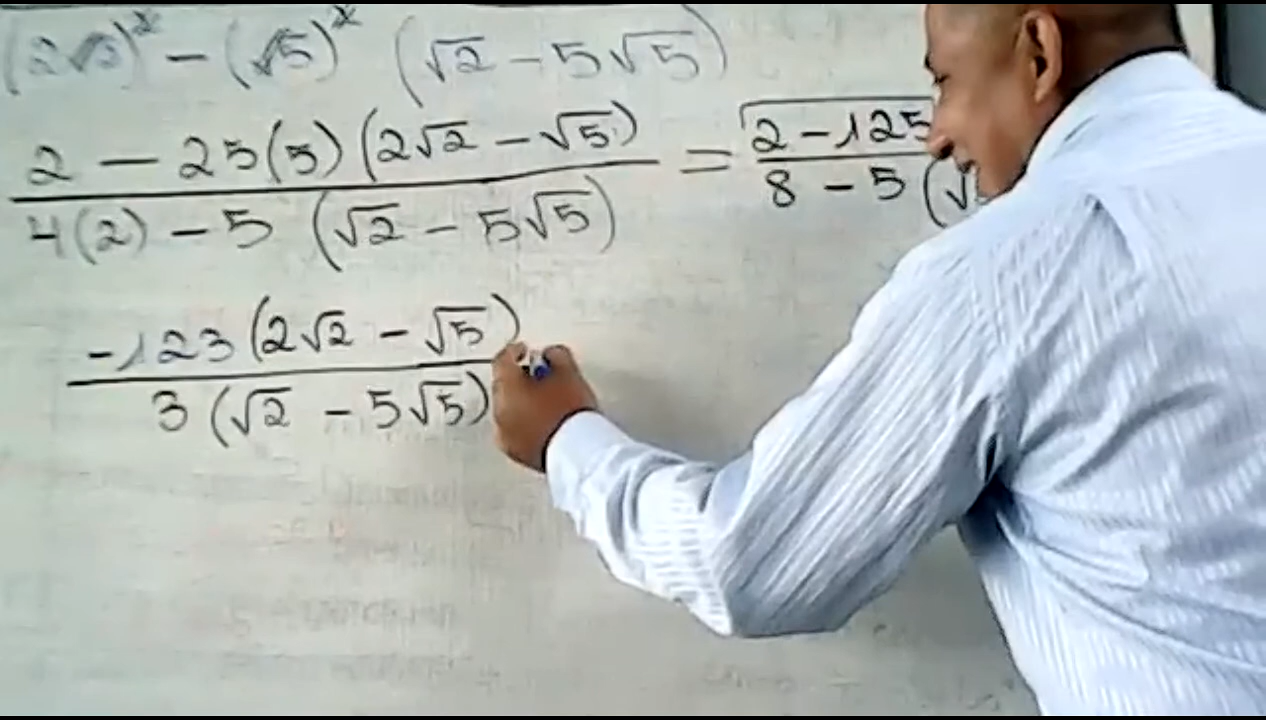 (2√2)² − (√5)² (√2 − 5√5)
2 − 25(5)(2√2 − √5) = 2 − 125
4(2) − 5 (√2 − 5√5) 8 − 5 (√
-123(2√2 − √5)
3(√2 − 5√5)